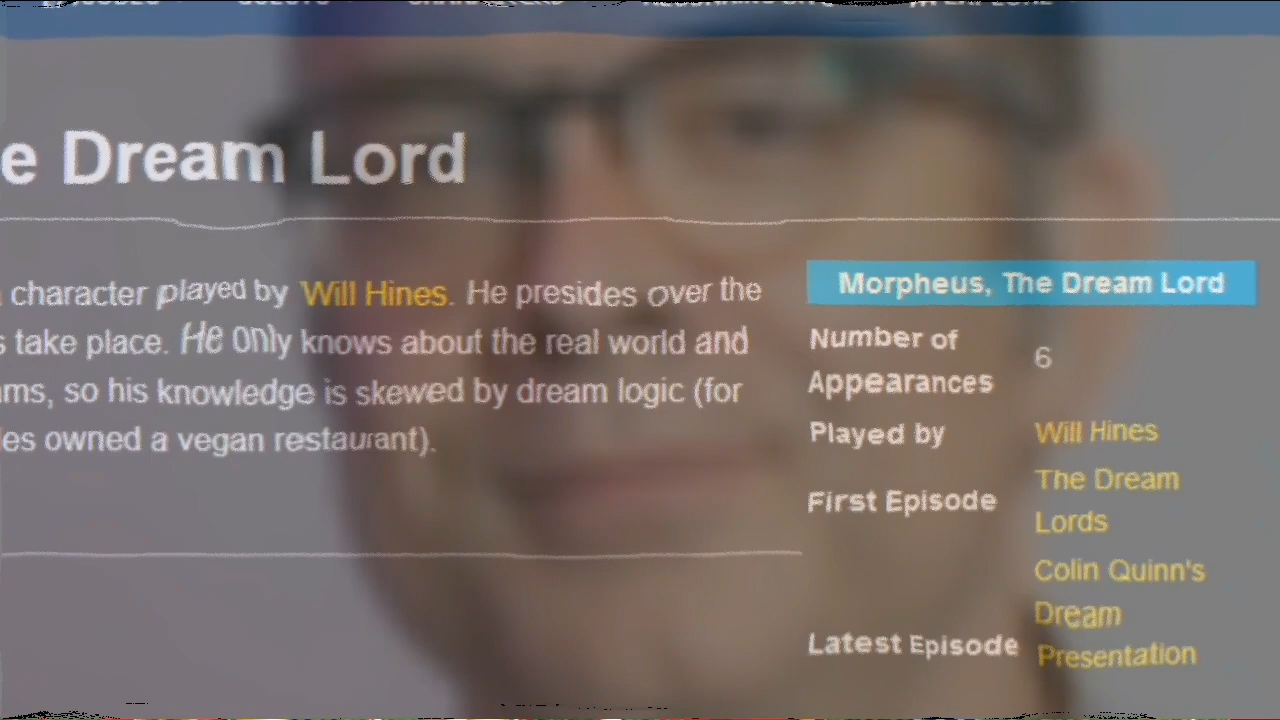 e Dream Lord
character played by Will Hines. He presides over the
s take place. He only knows about the real world and
ms, so his knowledge is skewed by dream logic (for
les owned a vegan restaurant).
Morpheus, The Dream Lord
Number of
Appearances
6
Played by
Will Hines
First Episode
The Dream
Lords
Latest Episode
Colin Quinn's
Dream
Presentation